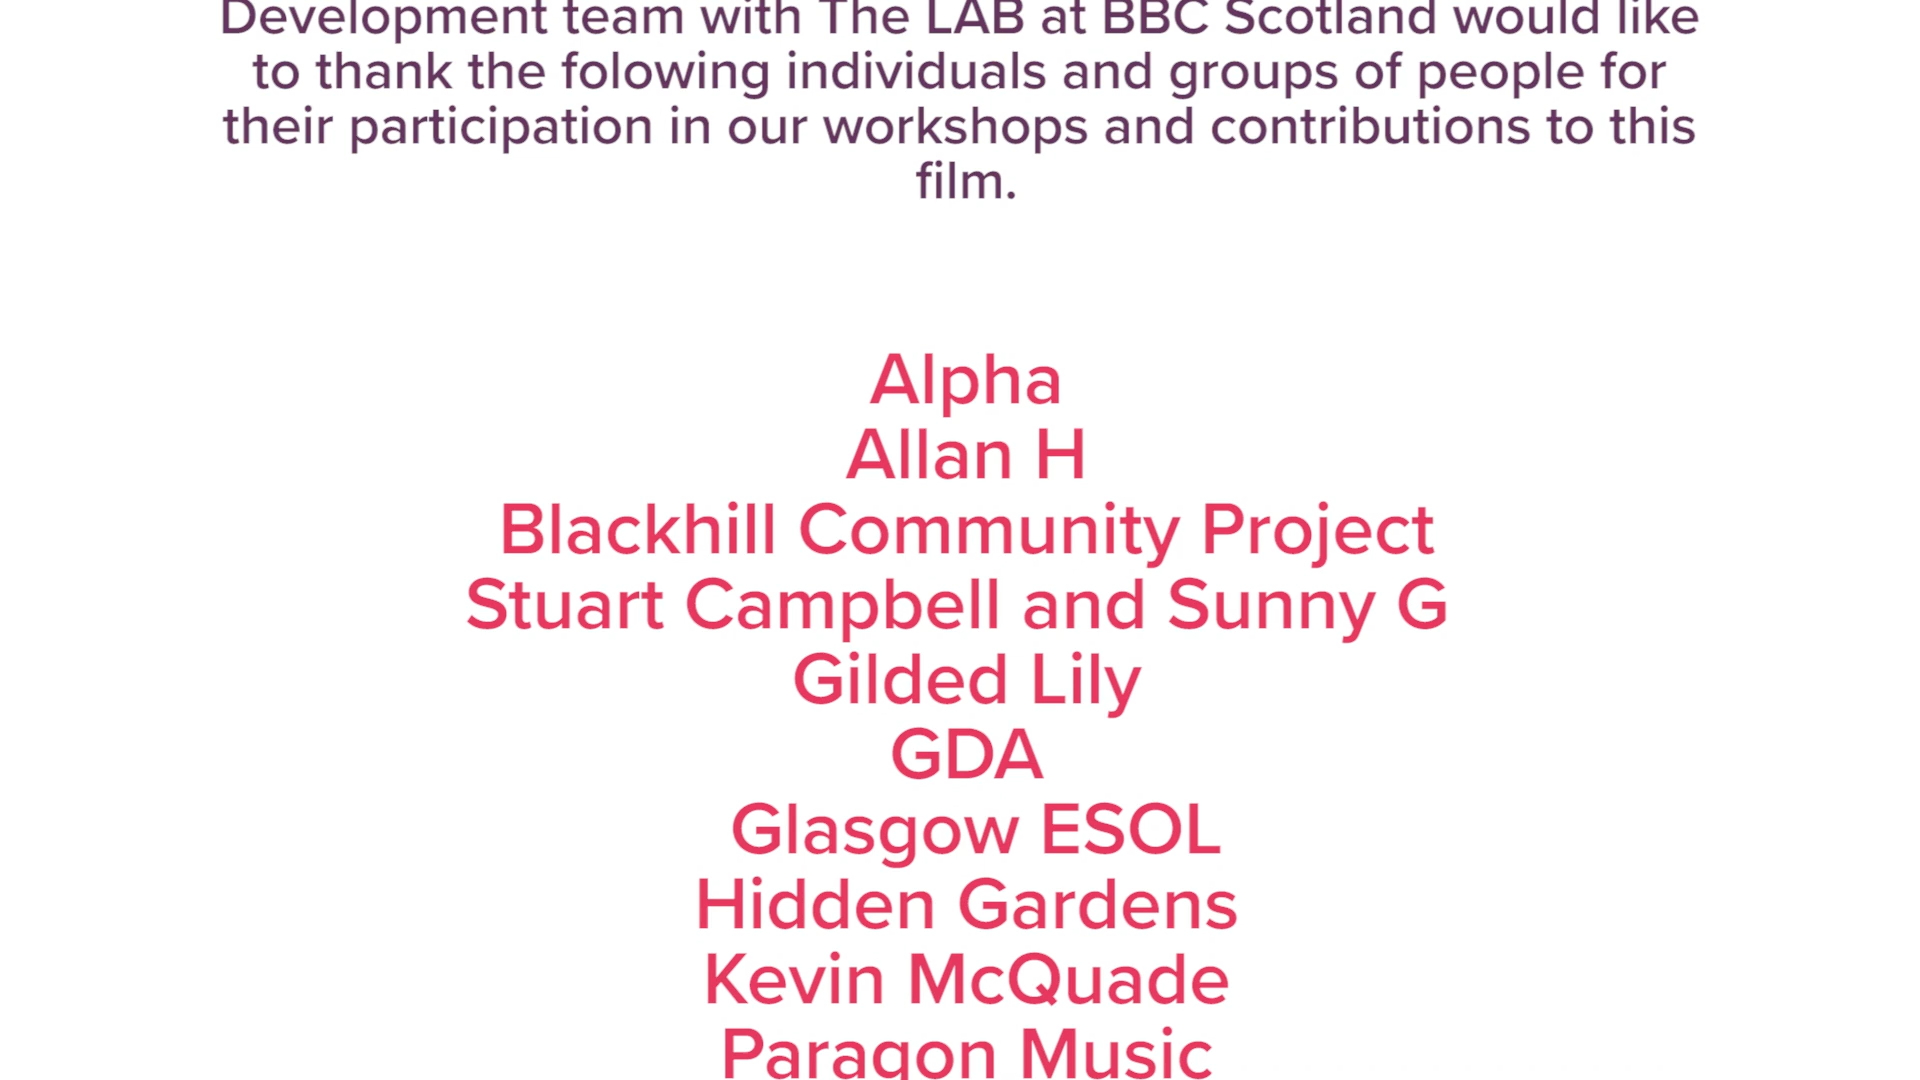 Development team with The LAB at BBC Scotland would like
to thank the folowing individuals and groups of people for
their participation in our workshops and contributions to this
film.
Alpha
Allan H
Blackhill Community Project
Stuart Campbell and Sunny G
Gilded Lily
GDA
Glasgow ESOL
Hidden Gardens
Kevin McQuade
Paragon Music